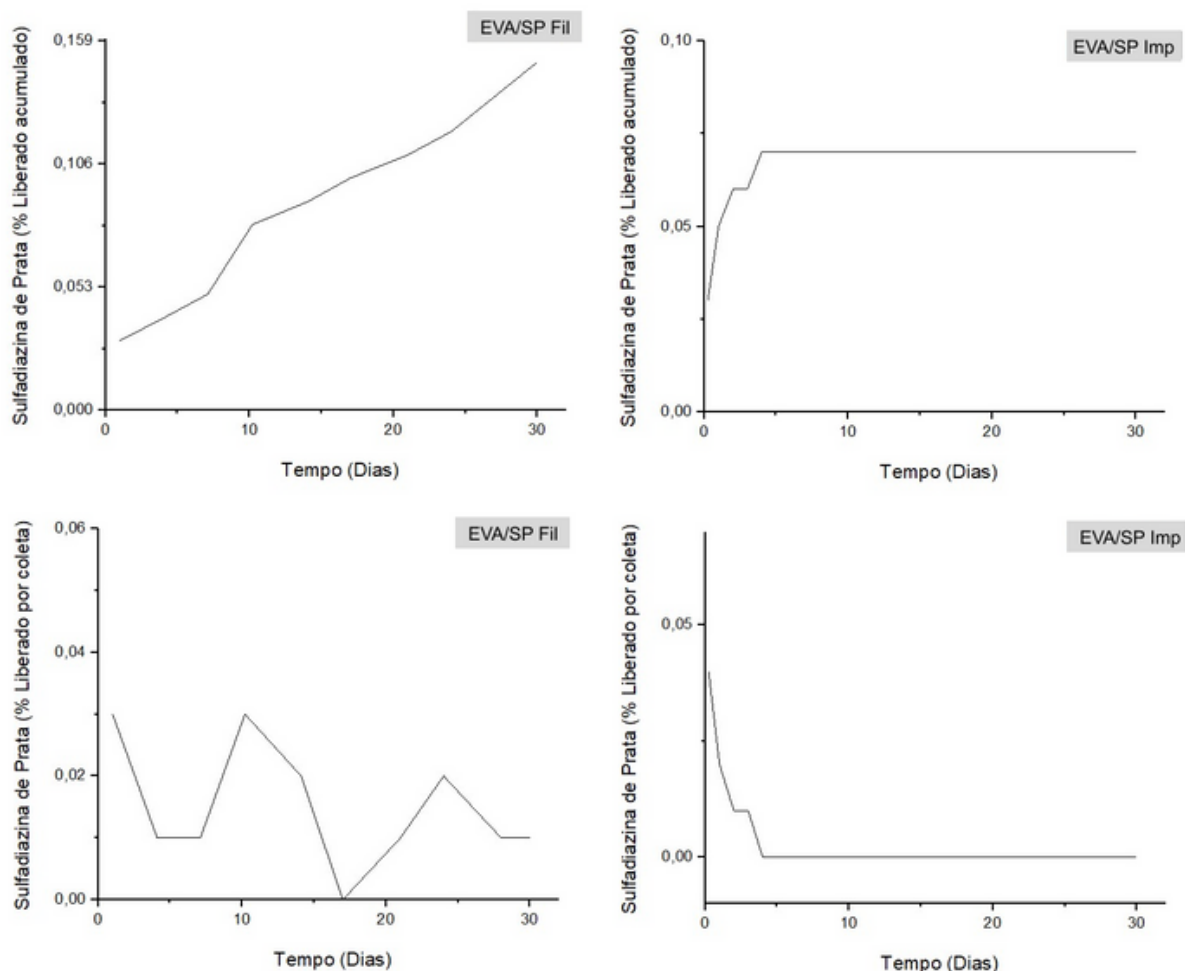 EVA/SP Fil
Sulfadiazina de Prata (% Liberado acumulado)
0,159
0,106
0,053
0,000
0
10
20
30
Tempo (Dias)
EVA/SP Imp
Sulfadiazina de Prata (% Liberado acumulado)
0,10
0,05
0,00
0
10
20
30
Tempo (Dias)
EVA/SP Fil
Sulfadiazina de Prata (% Liberado por coleta)
0,06
0,04
0,02
0,00
0
10
20
30
Tempo (Dias)
EVA/SP Imp
Sulfadiazina de Prata (% Liberado por coleta)
0,05
0,00
0
10
20
30
Tempo (Dias)